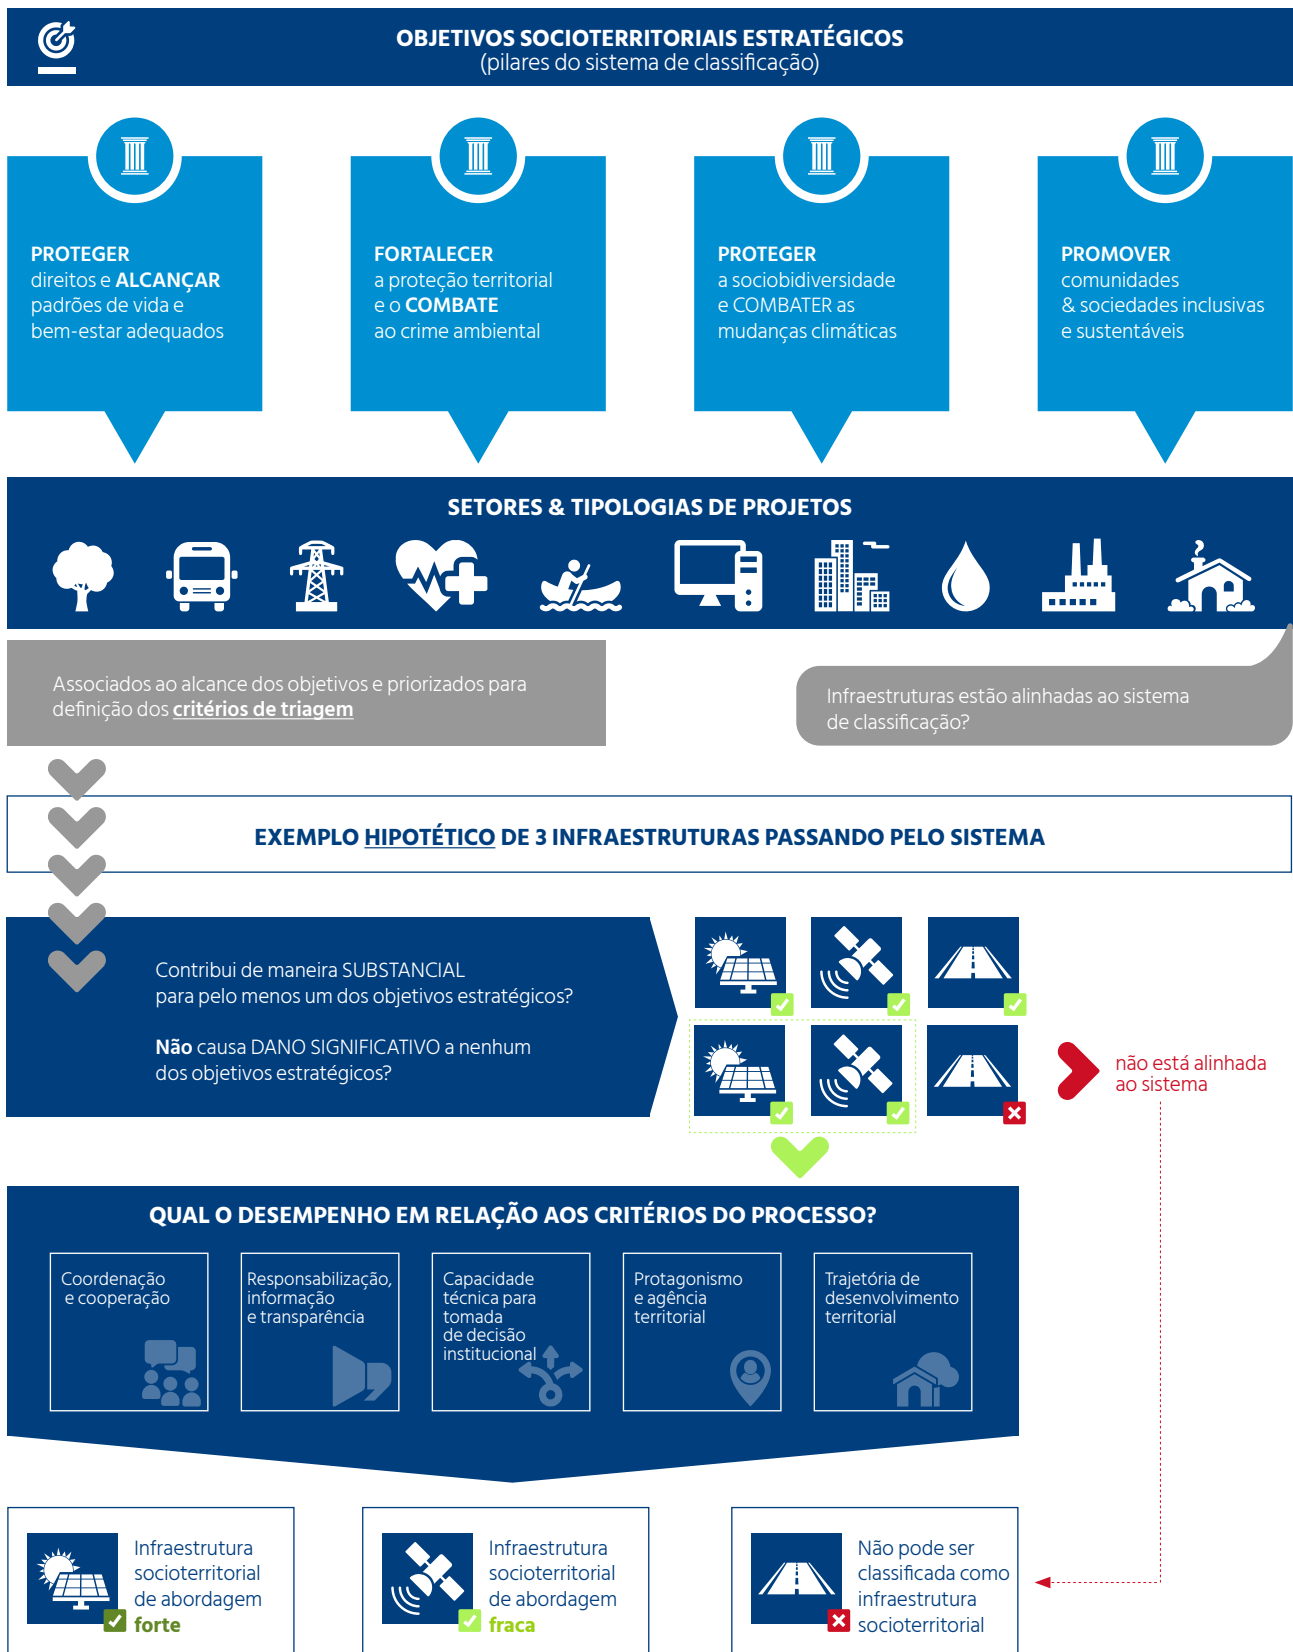 OBJETIVOS SOCIOTERRITORIAIS ESTRATÉGICOS
(pilares do sistema de classificação)
PROTEGER
direitos e ALCANÇAR
padrões de vida e
bem-estar adequados
FORTALECER
a proteção territorial
e o COMBATE
ao crime ambiental
PROTEGER
a sociobidiversidade
e COMBATER as
mudanças climáticas
PROMOVER
comunidades
& sociedades inclusivas
e sustentáveis
SETORES & TIPOLOGIAS DE PROJETOS
Associados ao alcance dos objetivos e priorizados para
definição dos critérios de triagem
Infraestruturas estão alinhadas ao sistema
de classificação?
EXEMPLO HIPOTÉTICO DE 3 INFRAESTRUTURAS PASSANDO PELO SISTEMA
Contribui de maneira SUBSTANCIAL
para pelo menos um dos objetivos estratégicos?
Não causa DANO SIGNIFICATIVO a nenhum
dos objetivos estratégicos?
não está alinhada
ao sistema
QUAL O DESEMPENHO EM RELAÇÃO AOS CRITÉRIOS DO PROCESSO?
Coordenação
e cooperação
Responsabilização,
informação
e transparência
Capacidade
técnica para
tomada
de decisão
institucional
Protagonismo
e agência
territorial
Trajetória de
desenvolvimento
territorial
Infraestrutura
socioterritorial
de abordagem
forte
Infraestrutura
socioterritorial
de abordagem
fraca
Não pode ser
classificada como
infraestrutura
socioterritorial